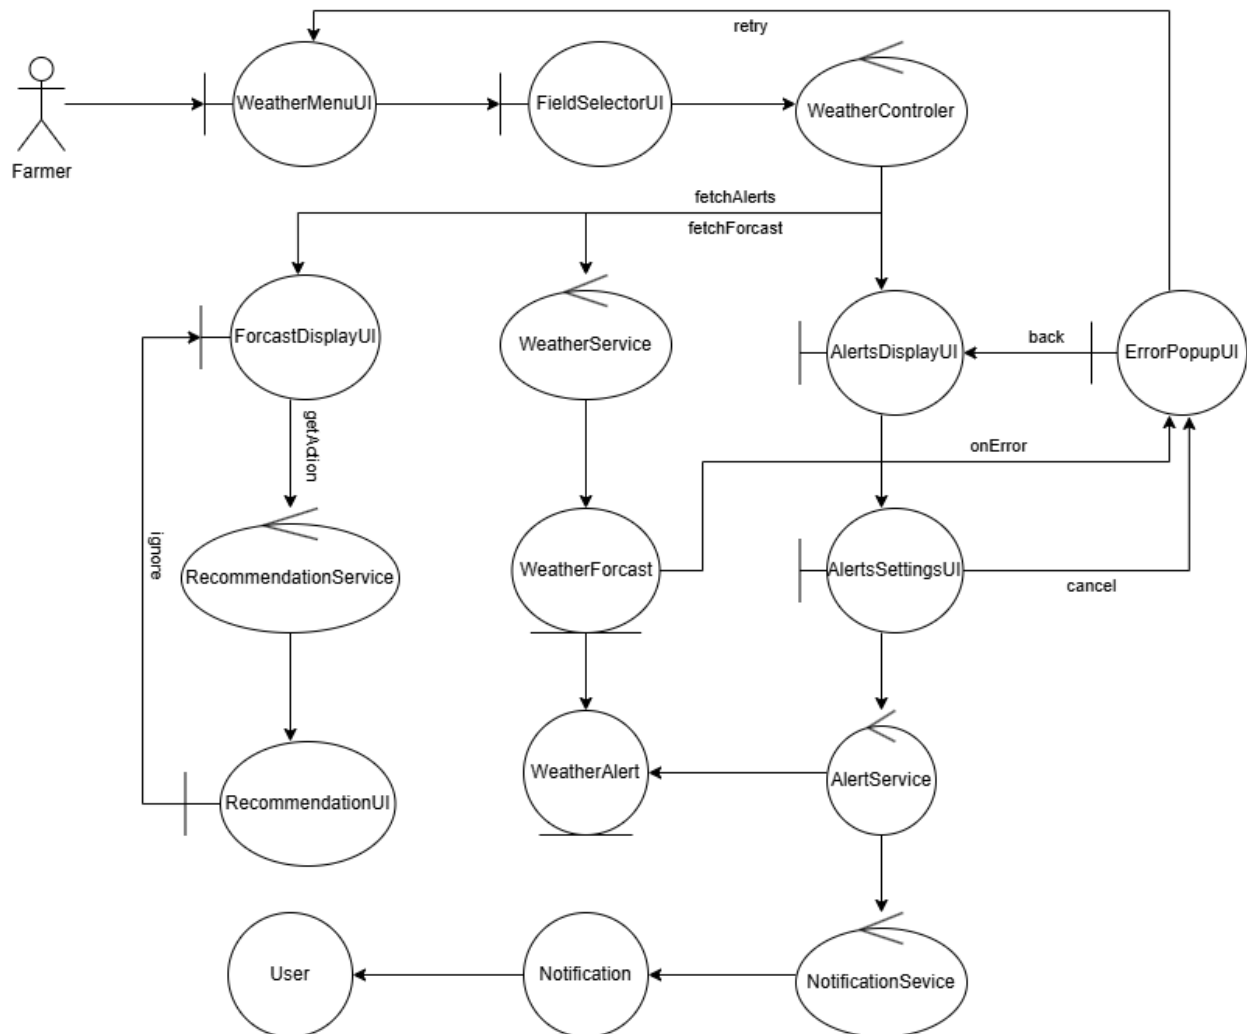 retry
WeatherMenuUI
FieldSelectorUI
WeatherControler
Farmer
fetchAlerts
fetchForcast
ForcastDisplayUI
WeatherService
AlertsDisplayUI
back
ErrorPopupUI
getAction
onError
ignore
RecommendationService
WeatherForcast
AlertsSettingsUI
cancel
RecommendationUI
WeatherAlert
AlertService
User
Notification
NotificationSevice